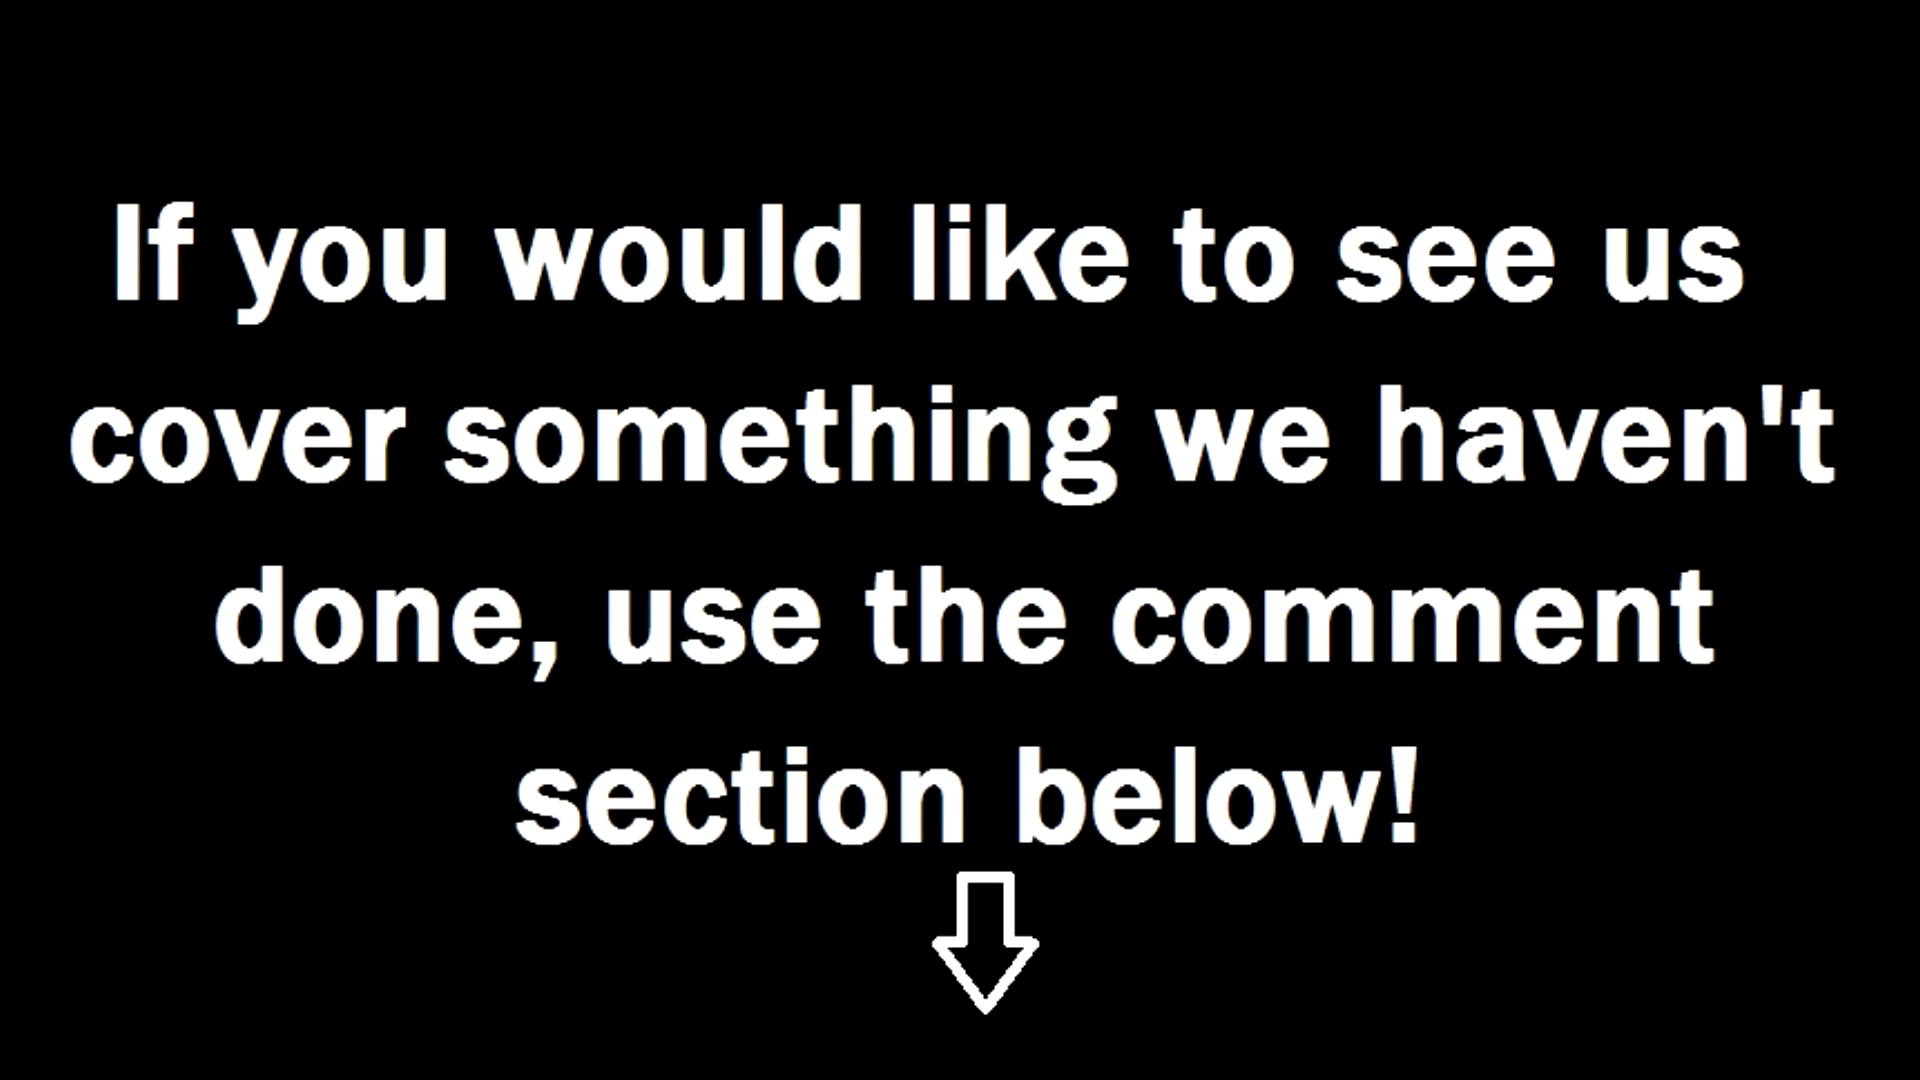 If you would like to see us
cover something we haven't
done, use the comment
section below!